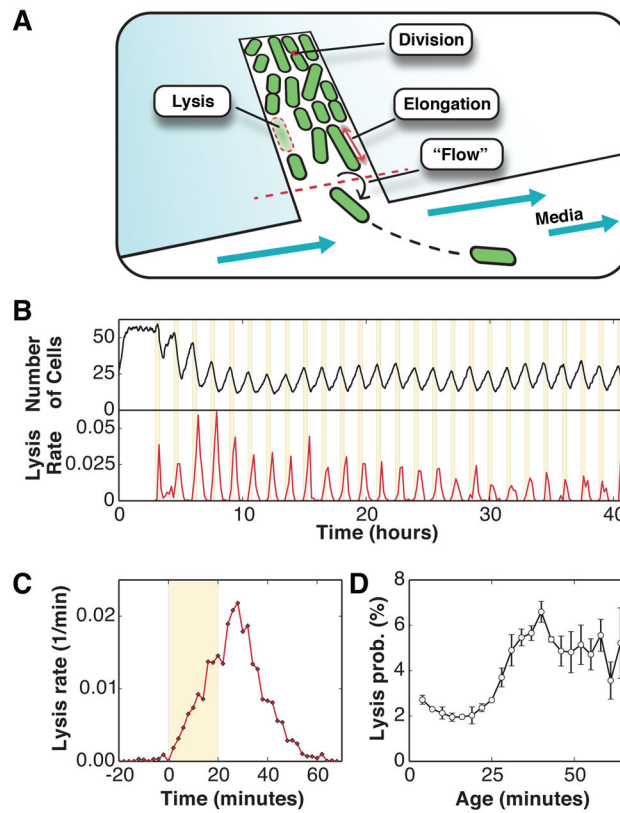 A
Division
Lysis
Elongation
“Flow”
Media
B
Number
of Cells
50
25
0
Lysis
Rate
0.05
0.025
0
0 10 20 30 40
Time (hours)
C
Lysis rate (1/min)
0.02
0.01
0.00
-20 0 20 40 60
Time (minutes)
D
Lysis prob. (%)
8
6
4
2
0
0 25 50
Age (minutes)